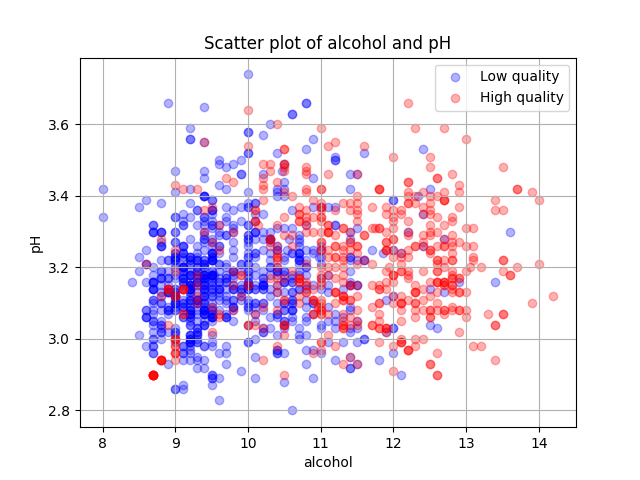 Scatter plot of alcohol and pH
Low quality
High quality
3.6
3.4
3.2
3.0
2.8
pH
8 9 10 11 12 13 14
alcohol